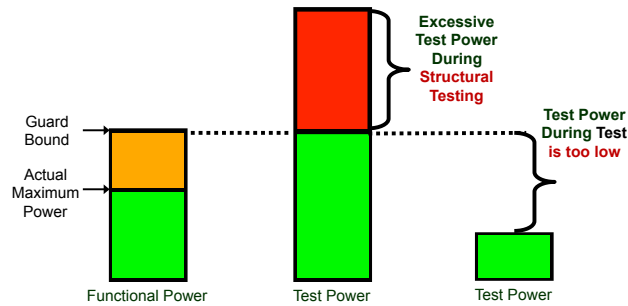 Excessive
Test Power
During
Structural
Testing
Guard
Bound
Test Power
During Test
is too low
Actual
Maximum
Power
Functional Power
Test Power
Test Power